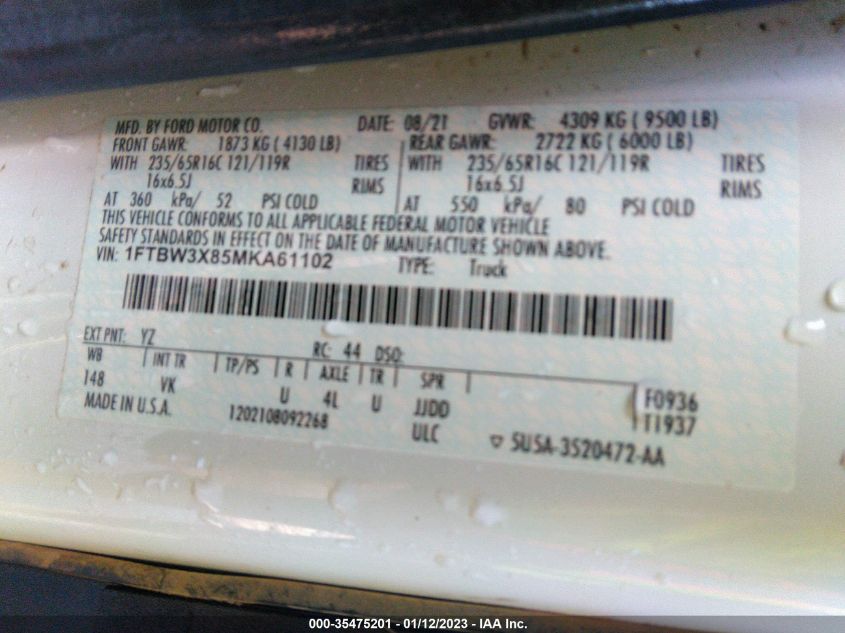 MFD. BY FORD MOTOR CO. DATE: 08/21 GVWR: 4309 KG ( 9500 LB)
FRONT GAWR: 1873 KG ( 4130 LB) REAR GAWR: 2722 KG ( 6000 LB)
WITH 235/65R16C 121/119R TIRES WITH 235/65R16C 121/119R TIRES
16x6.5J RIMS 16x6.5J RIMS
AT 360 kPa/ 52 PSI COLD AT 550 kPa/ 80 PSI COLD
THIS VEHICLE CONFORMS TO ALL APPLICABLE FEDERAL MOTOR VEHICLE
SAFETY STANDARDS IN EFFECT ON THE DATE OF MANUFACTURE SHOWN ABOVE.
VIN: 1FTBW3X85MKA61102 TYPE: Truck
EXT PNT: YZ RC: 44 DSO:
WB INT TR TP/PS R AXLE TR SPR
148 VK U 4L U JJDD F0936
MADE IN U.S.A. 1202108092268 ULC T1937
5U5A-3520472-AA
000-35475201 - 01/12/2023 - IAA Inc.